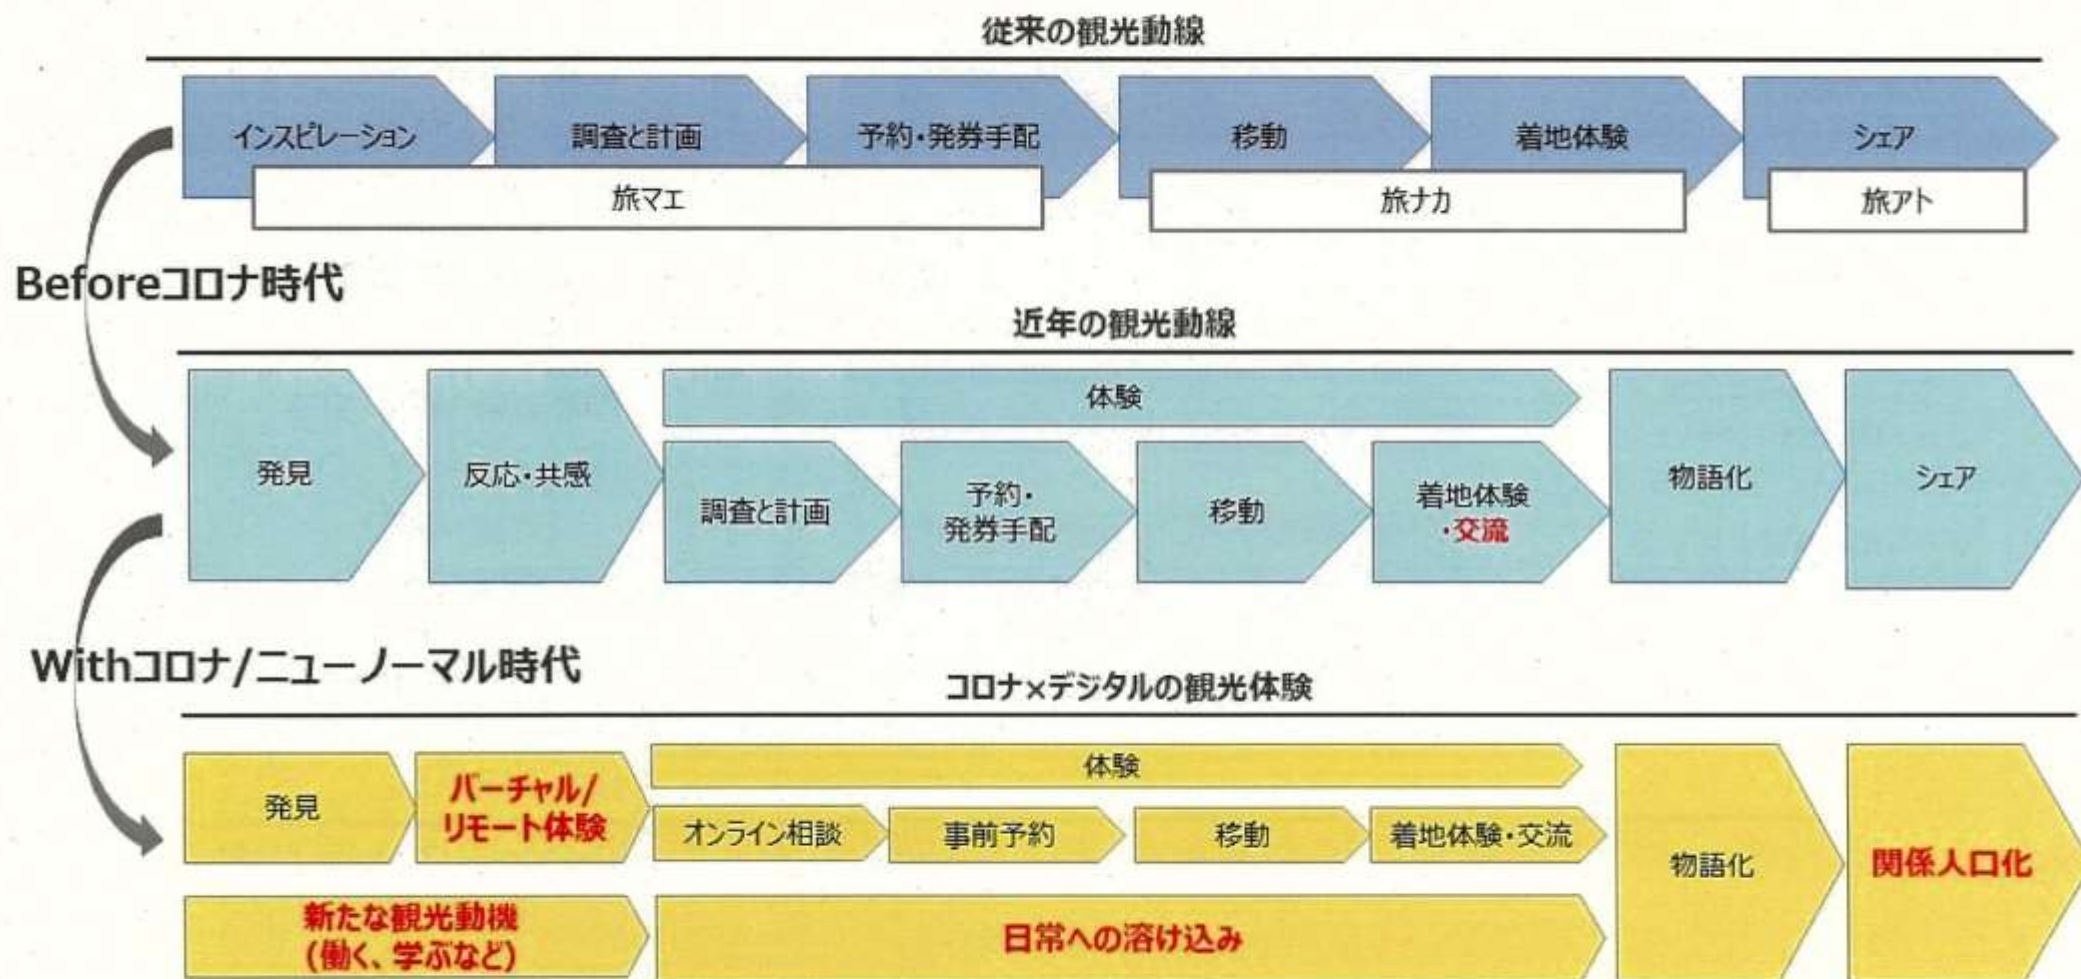 従来の観光動線
インスピレーション
調査と計画
予約・発券手配
移動
着地体験
シェア
旅マエ
旅ナカ
旅アト
Beforeコロナ時代
近年の観光動線
発見
反応・共感
体験
調査と計画
予約・
発券手配
移動
着地体験
・交流
物語化
シェア
Withコロナ/ニューノーマル時代
コロナ×デジタルの観光体験
発見
バーチャル/
リモート体験
体験
オンライン相談
事前予約
移動
着地体験・交流
物語化
関係人口化
新たな観光動機
(働く、学ぶなど)
日常への溶け込み